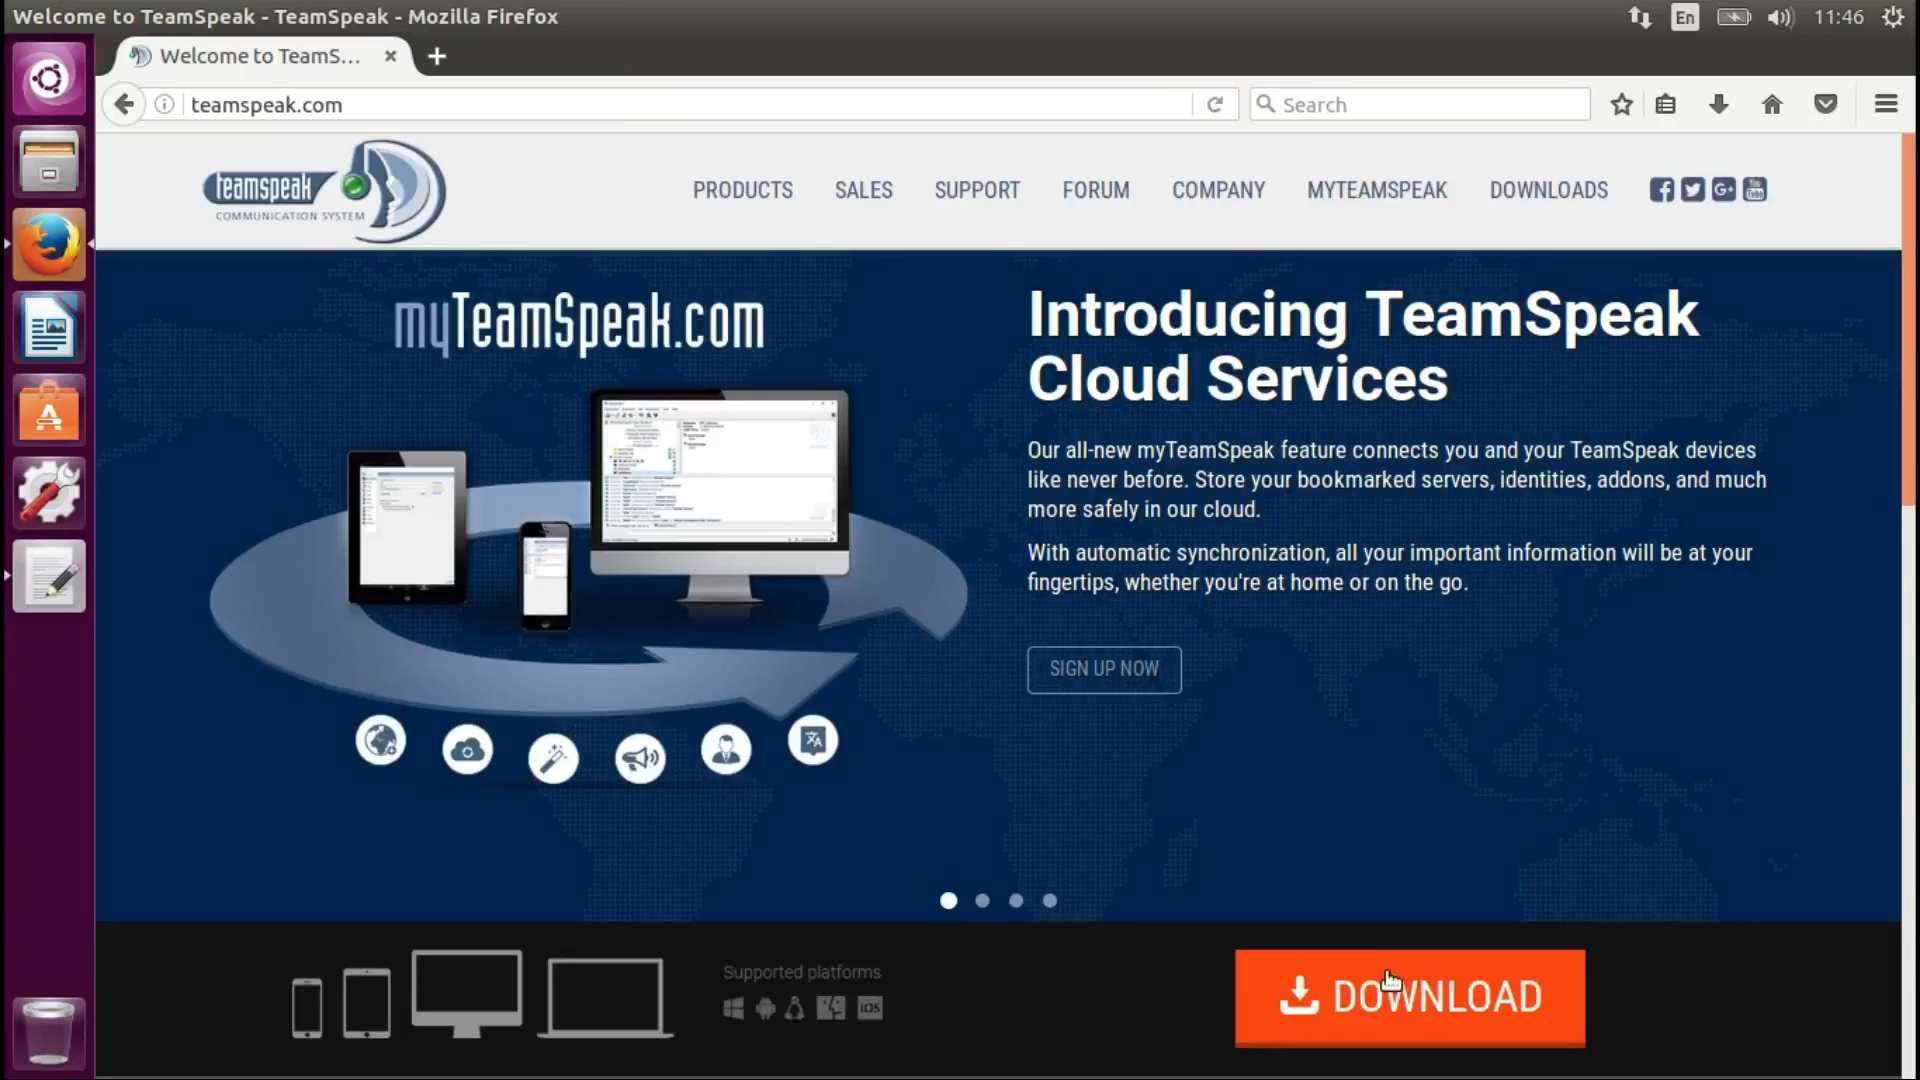 Welcome to TeamSpeak - TeamSpeak - Mozilla Firefox
En
11:46
Welcome to TeamS...
teamspeak.com
Search
teamspeak
COMMUNICATION SYSTEM
PRODUCTS SALES SUPPORT FORUM COMPANY MYTEAMSPEAK DOWNLOADS
myTeamSpeak.com
Introducing TeamSpeak
Cloud Services
Our all-new myTeamSpeak feature connects you and your TeamSpeak devices
like never before. Store your bookmarked servers, identities, addons, and much
more safely in our cloud.
With automatic synchronization, all your important information will be at your
fingertips, whether you're at home or on the go.
SIGN UP NOW
Supported platforms
iOS
DOWNLOAD